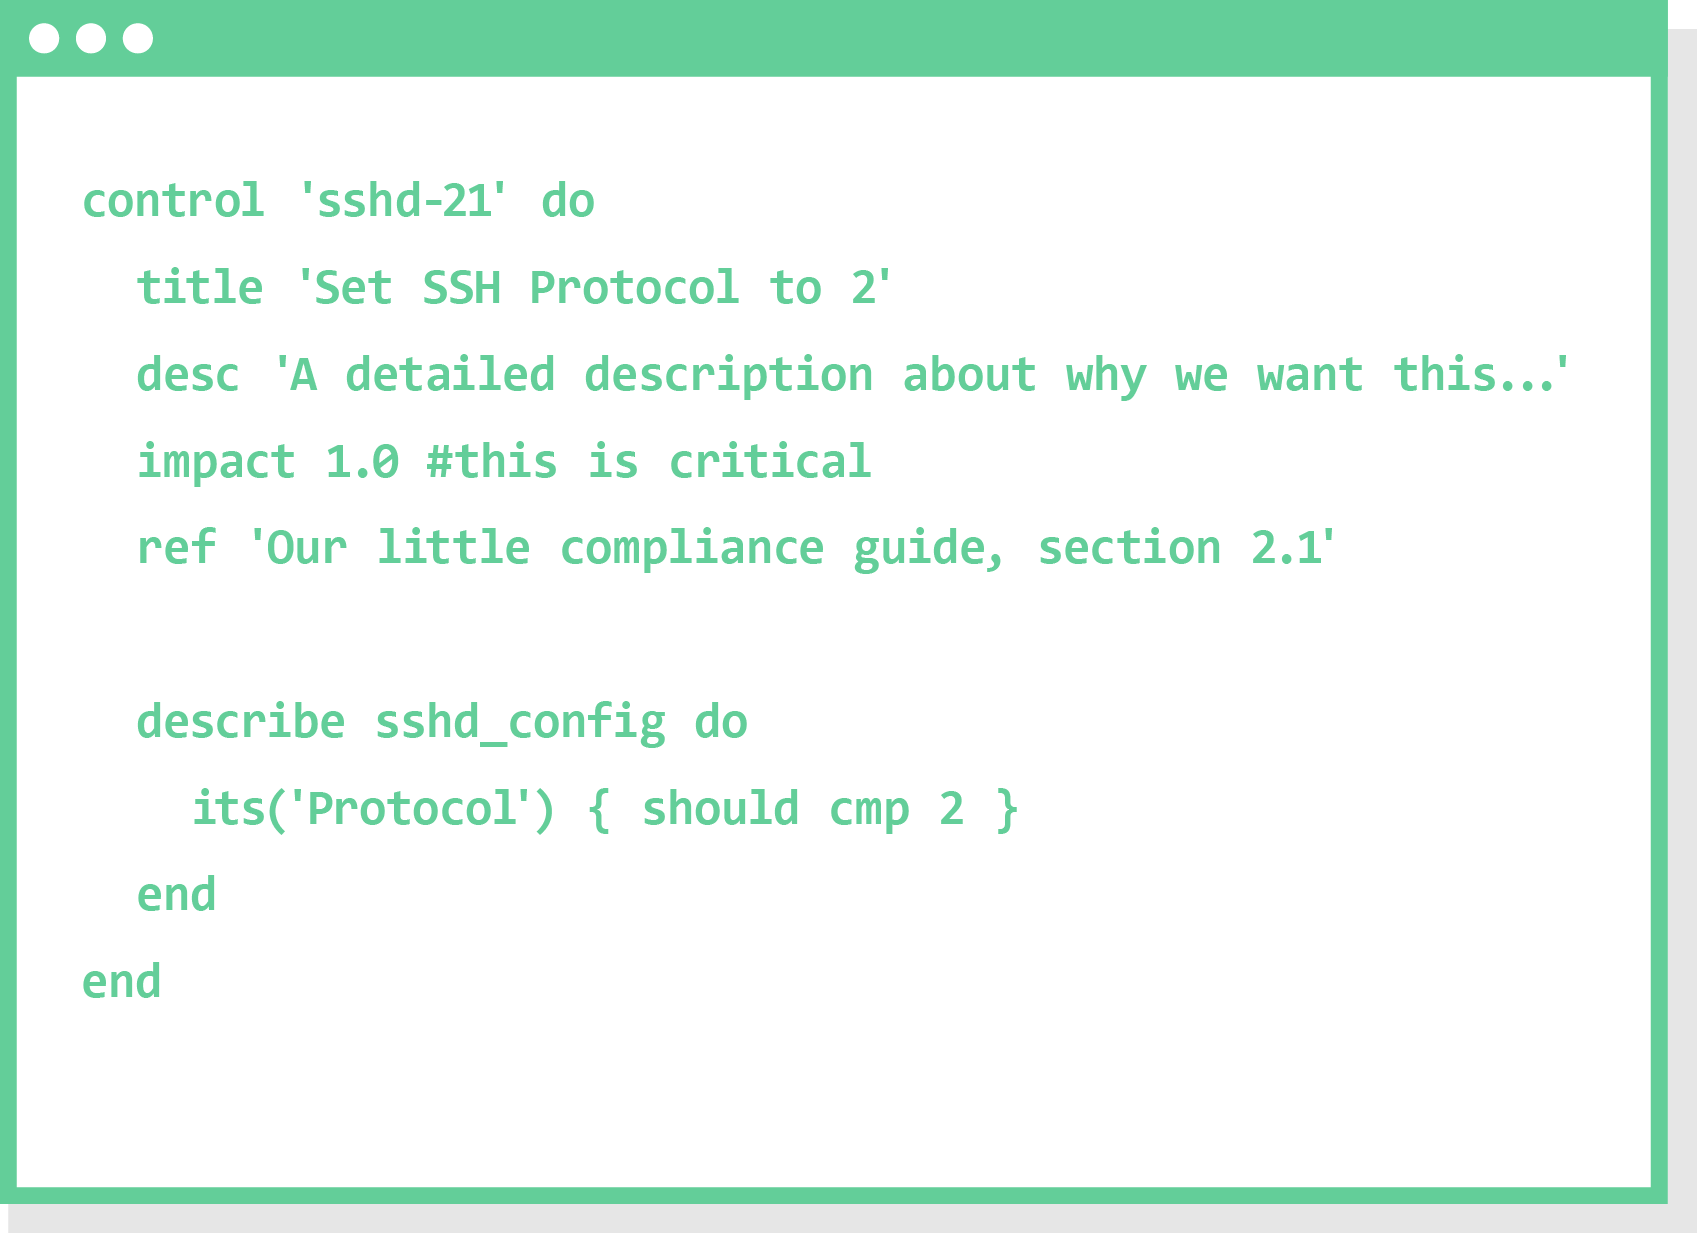 control 'sshd-21' do
  title 'Set SSH Protocol to 2'
  desc 'A detailed description about why we want this...'
  impact 1.0 #this is critical
  ref 'Our little compliance guide, section 2.1'

  describe sshd_config do
    its('Protocol') { should cmp 2 }
  end
end